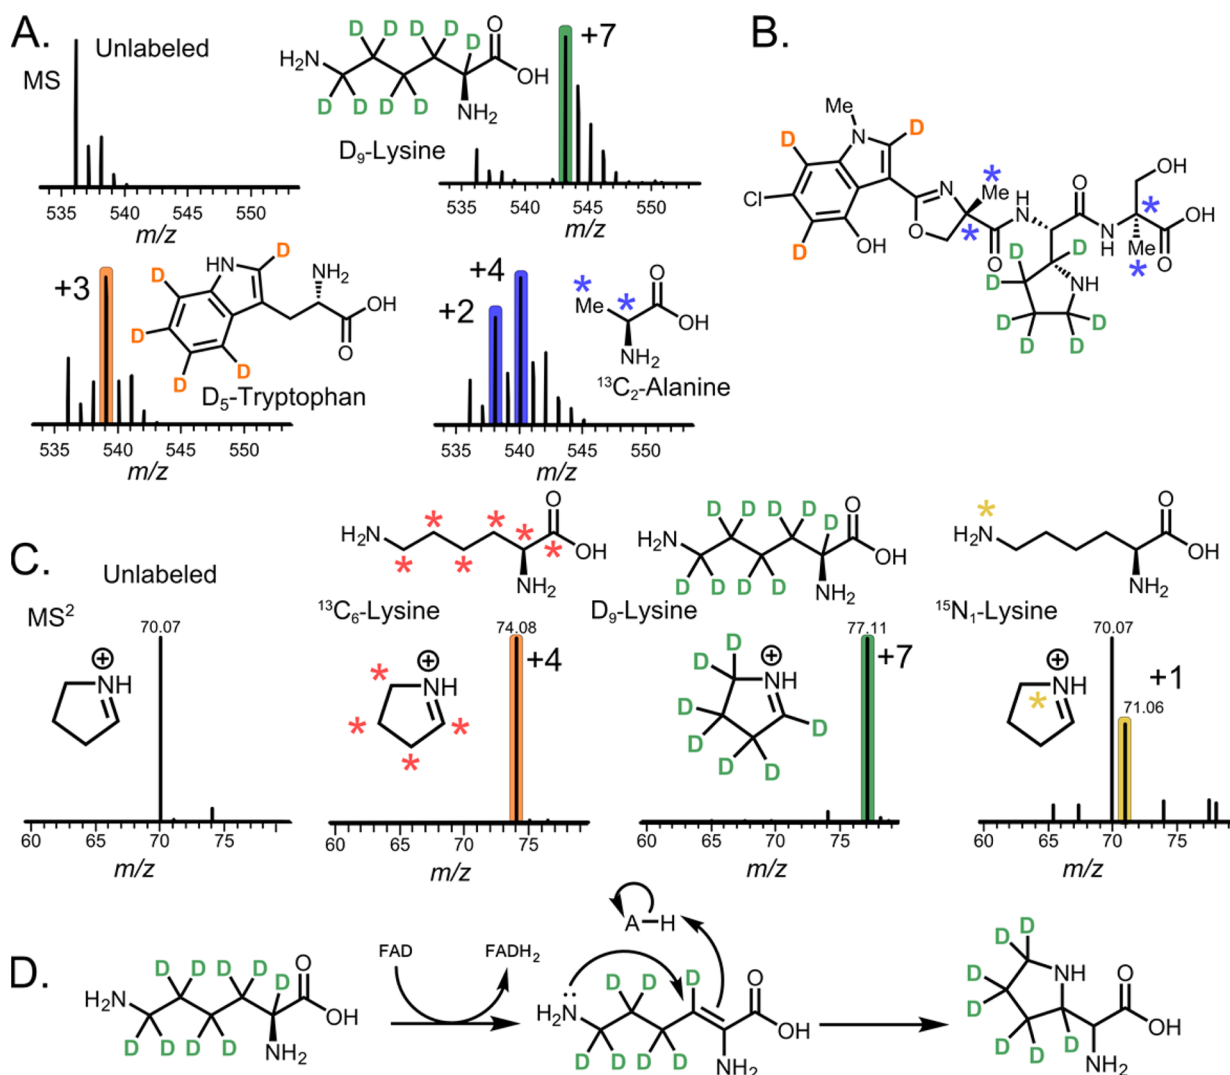 A.
Unlabeled
MS
535 540 545 550
m/z
D D D D D
O
H₂N
OH
D D D D
NH₂
D₉-Lysine
+7
535 540 545 550
m/z
B.
Me
D
N
D
OH
Cl
N
*
Me
H
N
O
*
OH
O
*
O
N
H
Me
O
D
OH
D
D
*
D
NH
D
D
D
D
+3
D
HN
D
NH₂
D
OH
O
D
D
D₅-Tryptophan
535 540 545 550
m/z
+4
+2
*
Me
*
O
OH
NH₂
¹³C₂-Alanine
535 540 545 550
m/z
C.
Unlabeled
MS²
70.07
+
NH
60 65 70 75
m/z
O
H₂N
* * * * * *
OH
NH₂
¹³C₆-Lysine
74.08
+4
+
NH
* * * *
60 65 70 75
m/z
D D D D D
O
H₂N
OH
D D D D
NH₂
D₉-Lysine
77.11
+7
D D
+
NH
D
D
D
D D
60 65 70 75
m/z
*
O
H₂N
OH
NH₂
¹⁵N₁-Lysine
70.07
+1
71.06
+
NH
*
60 65 70 75
m/z
D.
D D D D D
O
H₂N
OH
D D D D
NH₂
FAD
FADH₂
A–H
D D D
O
H₂N
OH
D D D D
NH₂
D D
D
NH
O
D
OH
D D D
NH₂